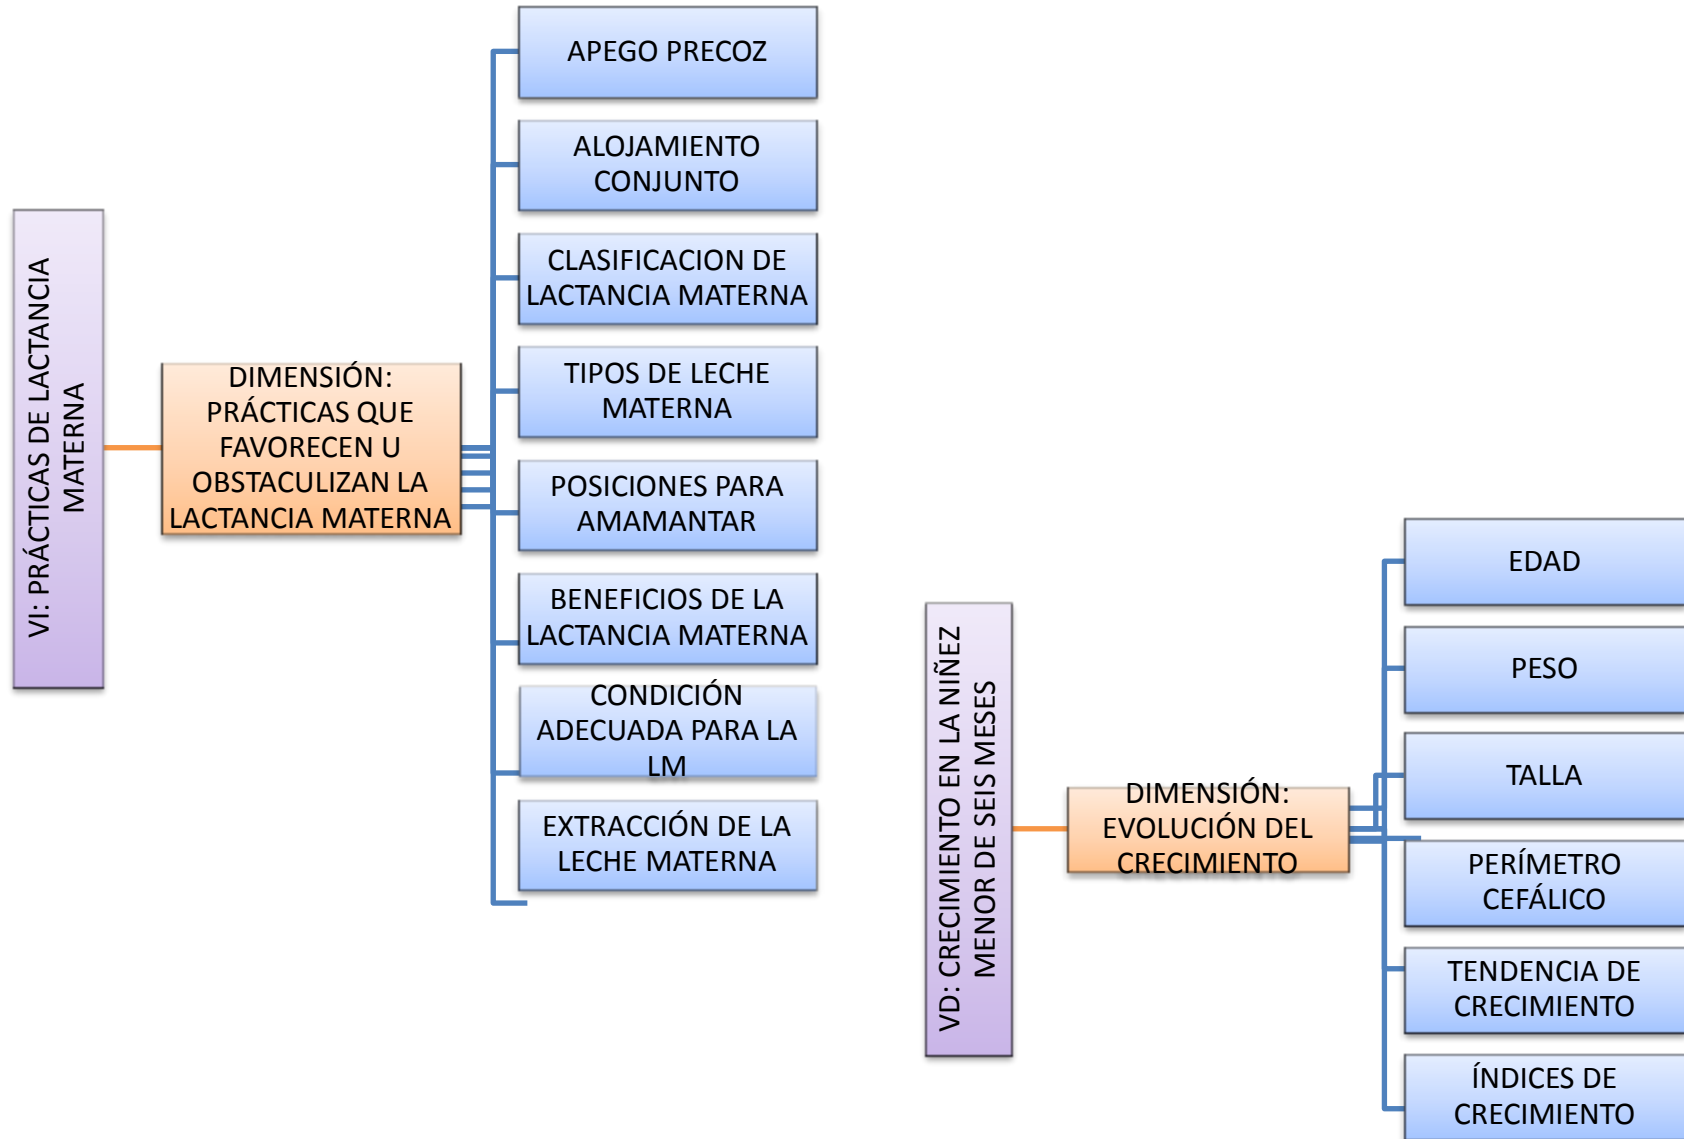 VI: PRÁCTICAS DE LACTANCIA
MATERNA
DIMENSIÓN:
PRÁCTICAS QUE
FAVORECEN U
OBSTACULIZAN LA
LACTANCIA MATERNA
APEGO PRECOZ
ALOJAMIENTO
CONJUNTO
CLASIFICACION DE
LACTANCIA MATERNA
TIPOS DE LECHE
MATERNA
POSICIONES PARA
AMAMANTAR
BENEFICIOS DE LA
LACTANCIA MATERNA
CONDICIÓN
ADECUADA PARA LA
LM
EXTRACCIÓN DE LA
LECHE MATERNA
VD: CRECIMIENTO EN LA NIÑEZ
MENOR DE SEIS MESES
DIMENSIÓN:
EVOLUCIÓN DEL
CRECIMIENTO
EDAD
PESO
TALLA
PERÍMETRO
CEFÁLICO
TENDENCIA DE
CRECIMIENTO
ÍNDICES DE
CRECIMIENTO